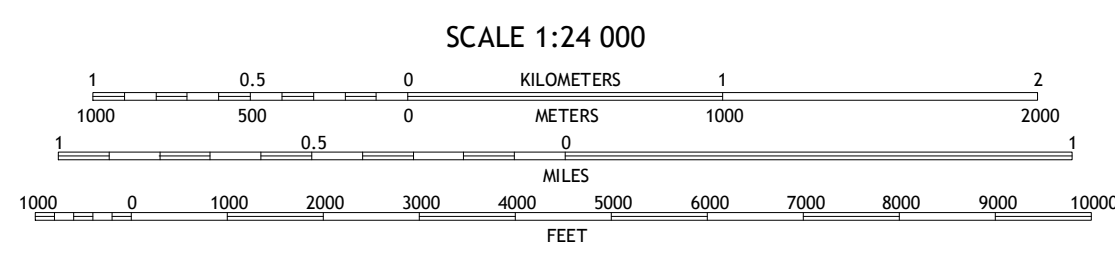 SCALE 1:24 000
1 0.5 0 KILOMETERS 1 2
1000 500 0 METERS 1000 2000
1 0.5 0 1
MILES
1000 0 1000 2000 3000 4000 5000 6000 7000 8000 9000 10000
FEET